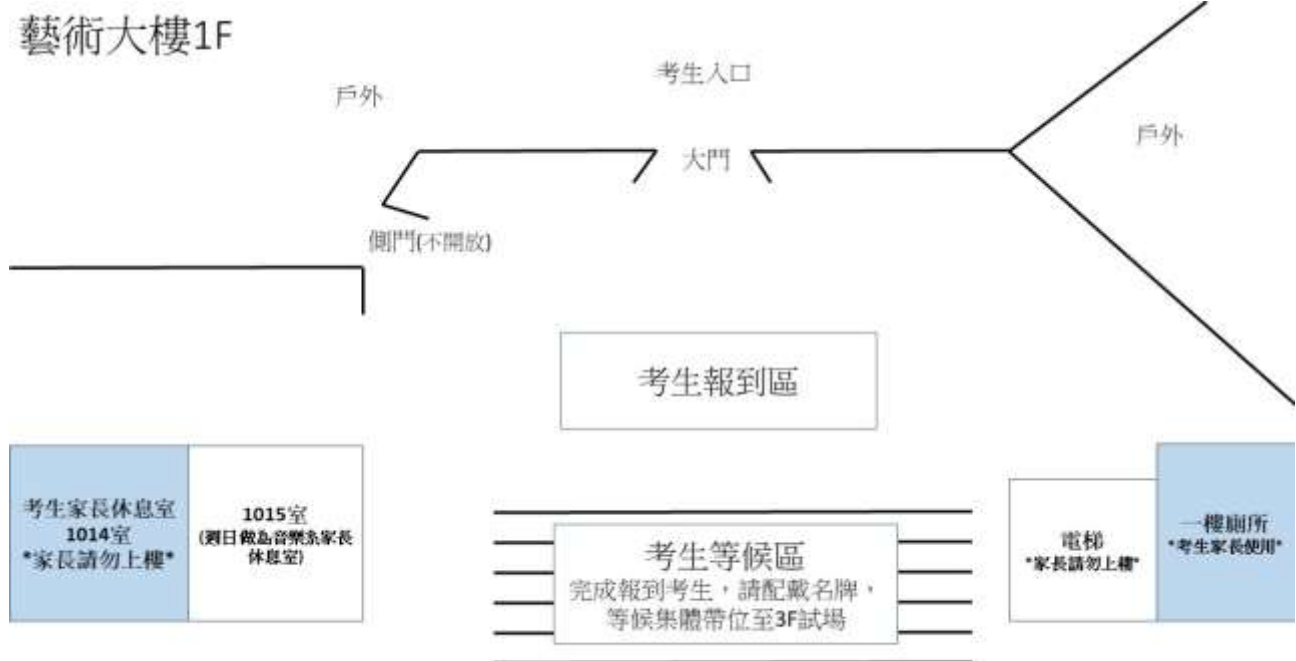 藝術大樓1F
考生入口
戶外
戶外
大門
側門(不開放)
考生報到區
考生家長休息室
1014室
*家長請勿上樓*
1015室
(週日做為音樂系家長
休息室)
考生等候區
完成報到考生，請配戴名牌，
等候集體帶位至3F試場
電梯
*家長請勿上樓*
一樓廁所
*考生家長使用*